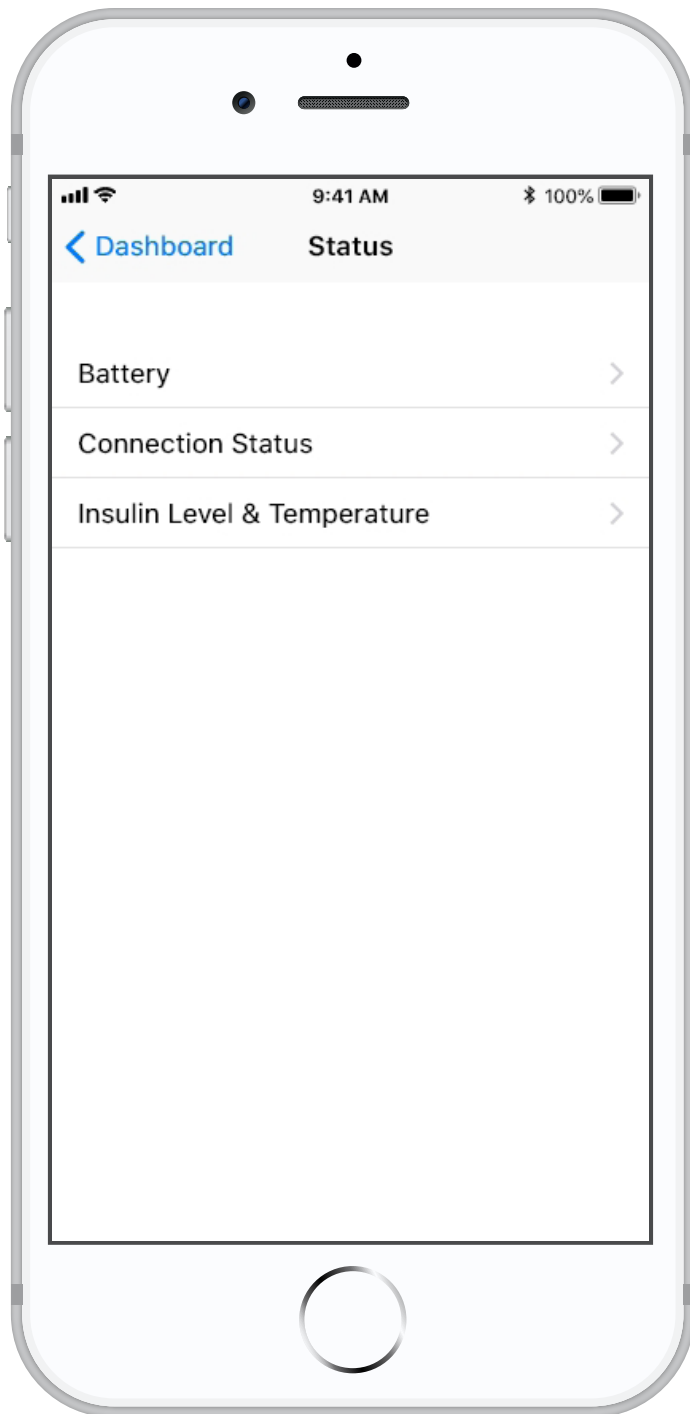 9:41 AM 100%
Dashboard Status
Battery
Connection Status
Insulin Level & Temperature